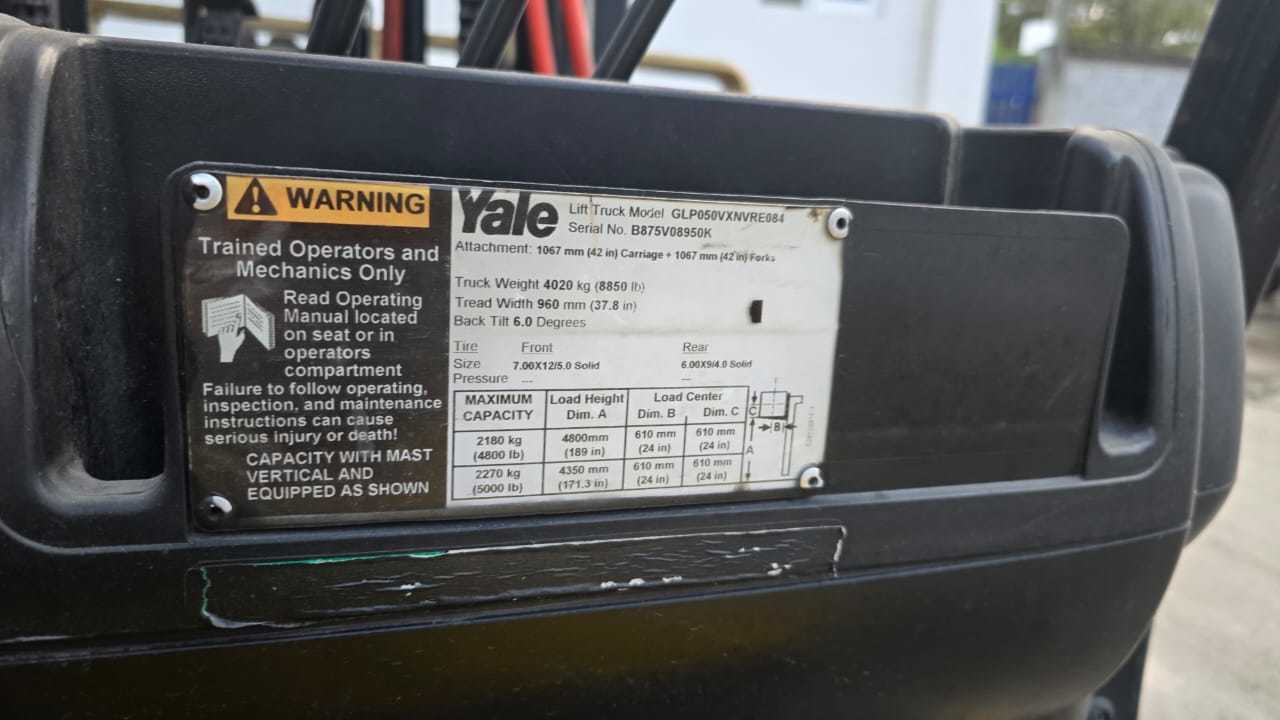 WARNING
Trained Operators and
Mechanics Only
Read Operating
Manual located
on seat or in
operators
compartment
Failure to follow operating,
inspection, and maintenance
instructions can cause
serious injury or death!
CAPACITY WITH MAST
VERTICAL AND
EQUIPPED AS SHOWN
Yale
Lift Truck Model GLP050VXNVRE084
Serial No. B875V08950K
Attachment: 1067 mm (42 in) Carriage + 1067 mm (42 in) Forks
Truck Weight 4020 kg (8850 lb)
Tread Width 960 mm (37.8 in)
Back Tilt 6.0 Degrees
Tire Front Rear
Size 7.00X12/5.0 Solid 6.00X9/4.0 Solid
Pressure --- ---
MAXIMUM CAPACITY Load Height Dim. A Load Center Dim. B Dim. C
2180 kg 4800mm 610 mm 610 mm
(4800 lb) (189 in) (24 in) (24 in)
2270 kg 4350 mm 610 mm 610 mm
(5000 lb) (171.3 in) (24 in) (24 in)
C
B
A